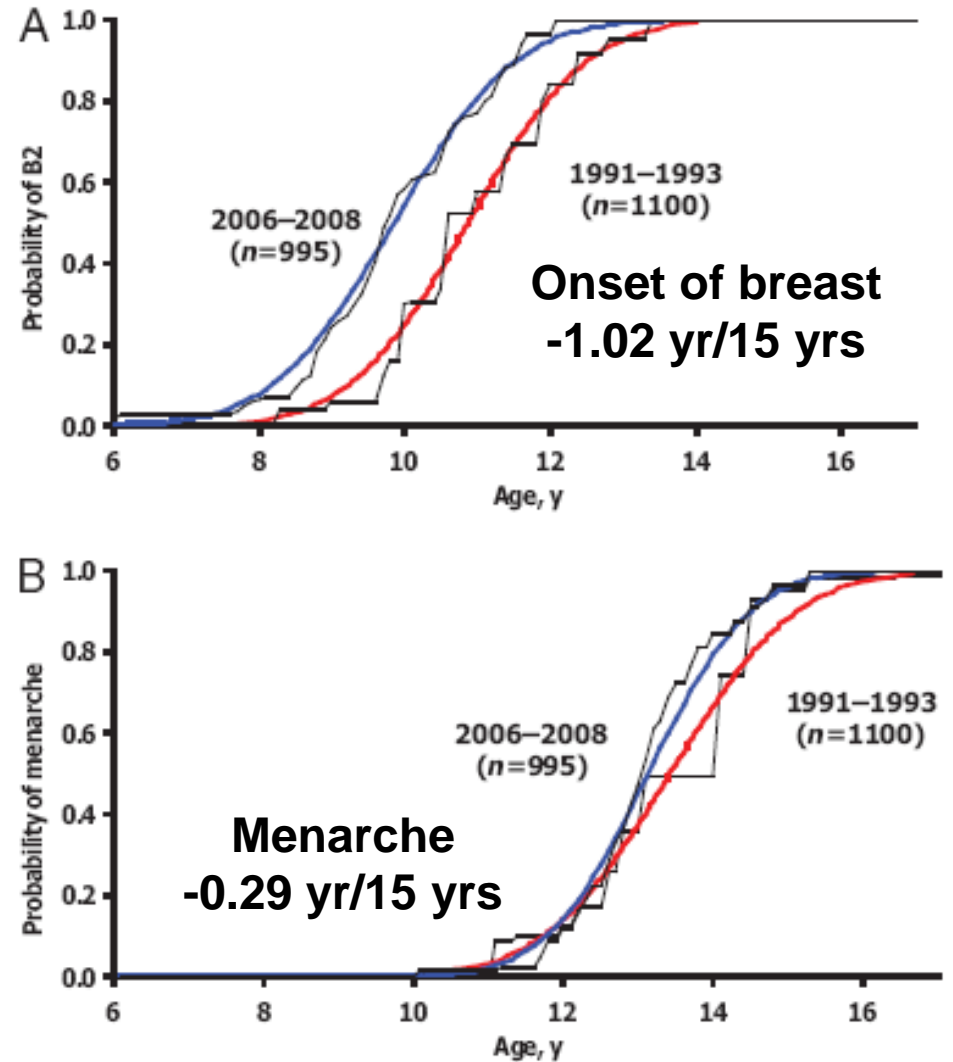 A
1.0
0.8
0.6
0.4
0.2
0.0
Probability of B2
2006–2008
(n=995)
1991–1993
(n=1100)
Onset of breast
-1.02 yr/15 yrs
6 8 10 12 14 16
Age, y
B
1.0
0.8
0.6
0.4
0.2
0.0
Probability of menarche
2006–2008
(n=995)
1991–1993
(n=1100)
Menarche
-0.29 yr/15 yrs
6 8 10 12 14 16
Age, y